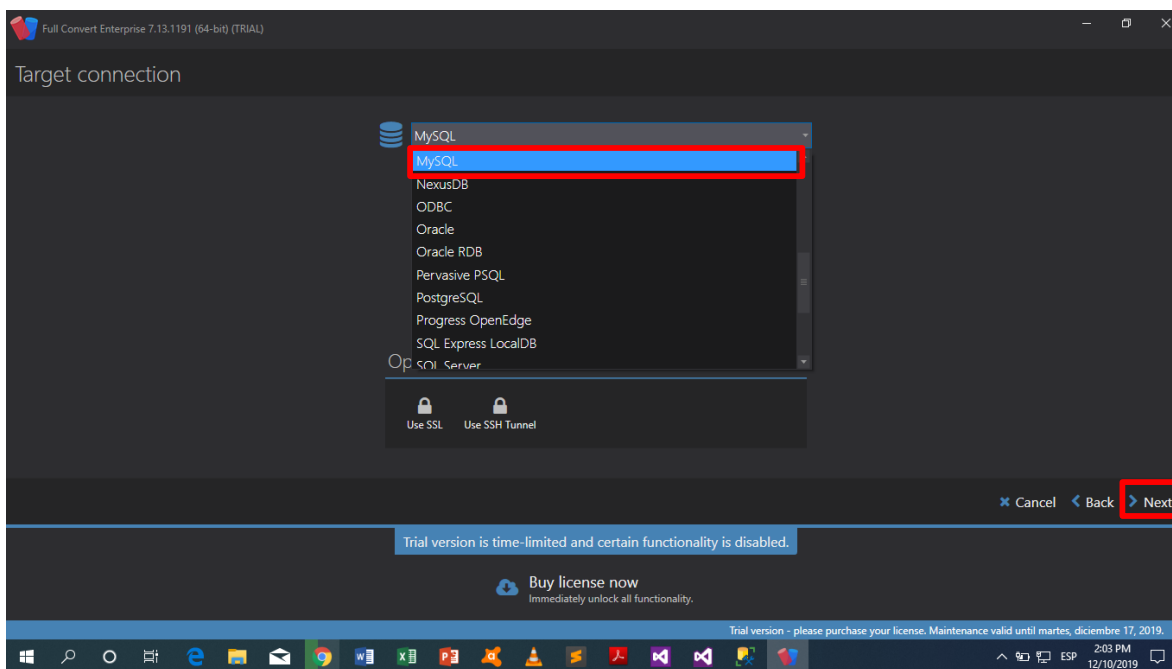 Full Convert Enterprise 7.13.1191 (64-bit) (TRIAL)
Target connection
MySQL
MySQL
NexusDB
ODBC
Oracle
Oracle RDB
Pervasive PSQL
PostgreSQL
Progress OpenEdge
SQL Express LocalDB
Op SQL Server
Use SSL Use SSH Tunnel
Cancel Back Next
Trial version is time-limited and certain functionality is disabled.
Buy license now
Immediately unlock all functionality.
Trial version - please purchase your license. Maintenance valid until martes, diciembre 17, 2019.
ESP
2:03 PM
12/10/2019